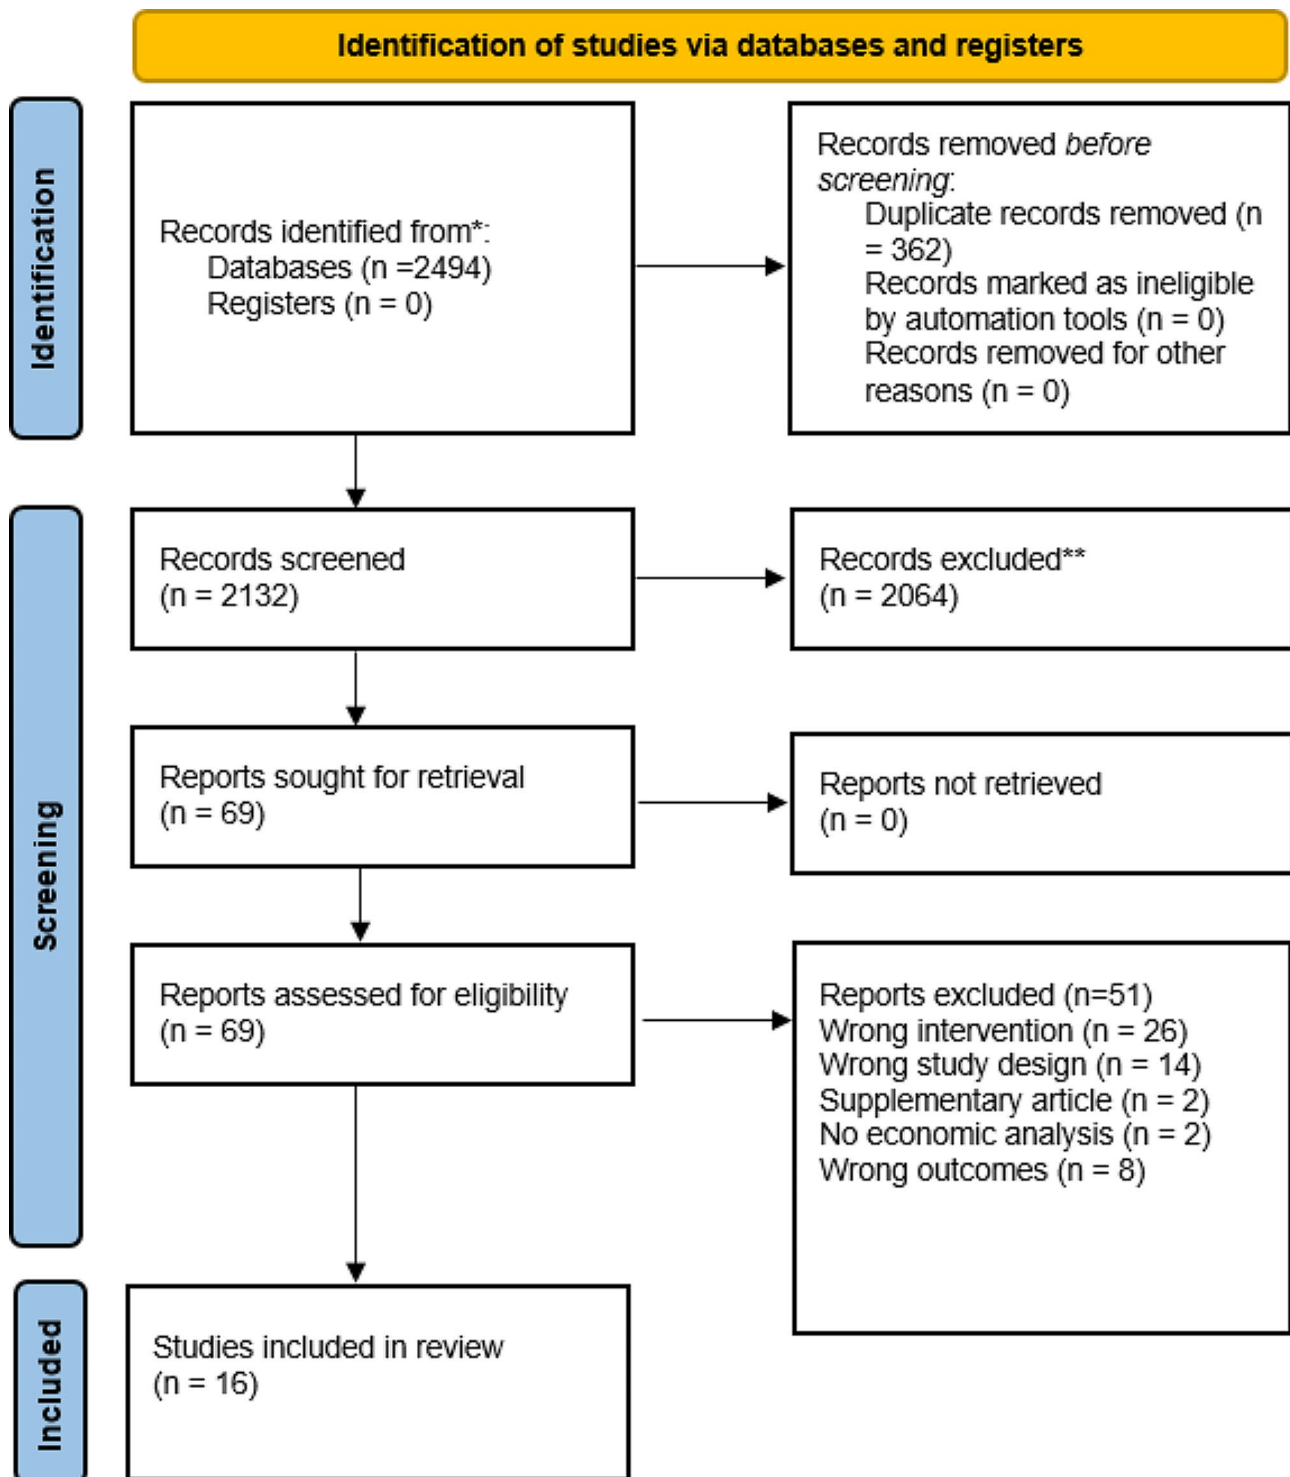 Identification of studies via databases and registers
Identification
Records identified from*:
Databases (n =2494)
Registers (n = 0)
Records removed before
screening:
Duplicate records removed (n
= 362)
Records marked as ineligible
by automation tools (n = 0)
Records removed for other
reasons (n = 0)
Screening
Records screened
(n = 2132)
Records excluded**
(n = 2064)
Reports sought for retrieval
(n = 69)
Reports not retrieved
(n = 0)
Reports assessed for eligibility
(n = 69)
Reports excluded (n=51)
Wrong intervention (n = 26)
Wrong study design (n = 14)
Supplementary article (n = 2)
No economic analysis (n = 2)
Wrong outcomes (n = 8)
Included
Studies included in review
(n = 16)